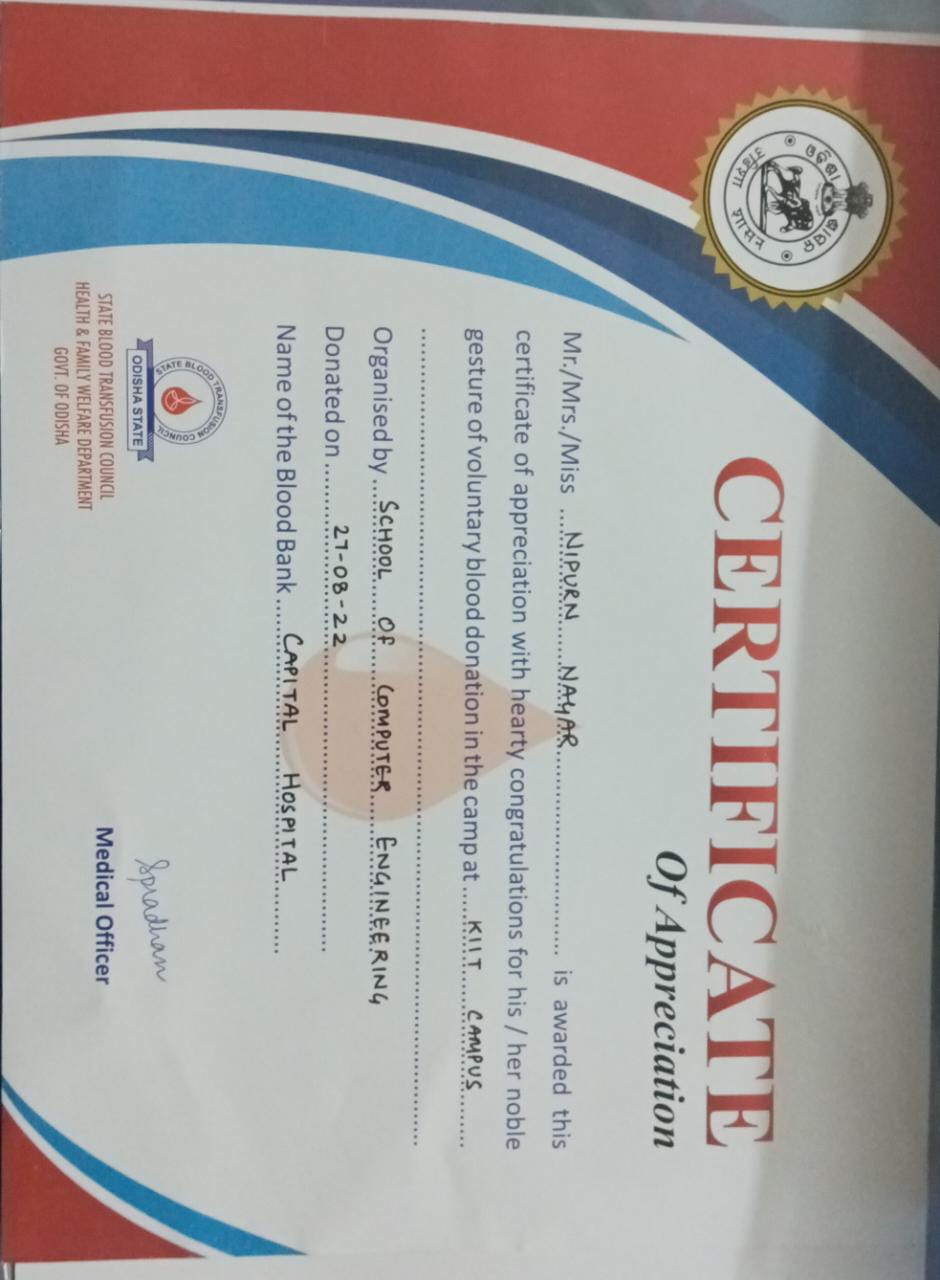 ଓଡ଼ିଶା ଶାସନ
उड़िशा शासन
CERTIFICATE
Of Appreciation
Mr./Mrs./Miss ...NIPURN NAYAR................................. is awarded this
certificate of appreciation with hearty congratulations for his / her noble
gesture of voluntary blood donation in the camp at ....KIIT CAMPUS.........
Organised by ...SCHOOL OF COMPUTER ENGINEERING
Donated on ........27-08-22.............................................
Name of the Blood Bank ....CAPITAL HOSPITAL...........
STATE BLOOD TRANSFUSION COUNCIL
ODISHA STATE
STATE BLOOD TRANSFUSION COUNCIL
HEALTH & FAMILY WELFARE DEPARTMENT
GOVT. OF ODISHA
Spradhan
Medical Officer